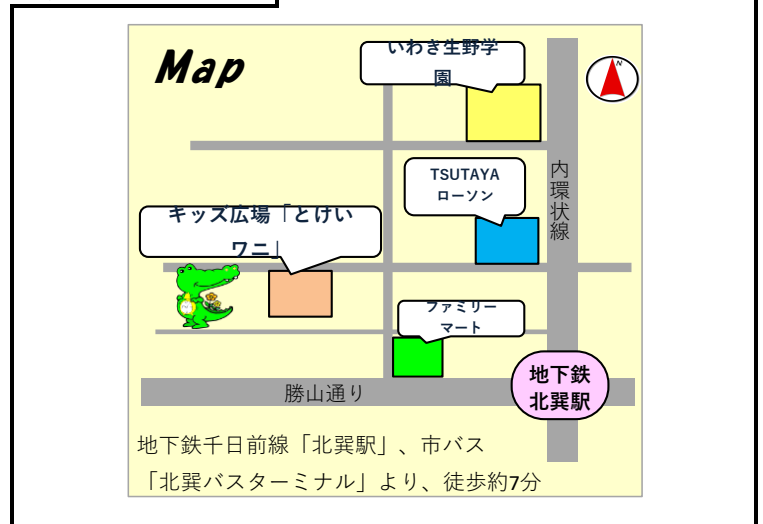 Map
いわき生野学
園
N
TSUTAYA
ローソン
内環状線
キッズ広場「とけい
ワニ」
ファミリー
マート
地下鉄
北巽駅
勝山通り
地下鉄千日前線「北巽駅」、市バス
「北巽バスターミナル」より、徒歩約7分